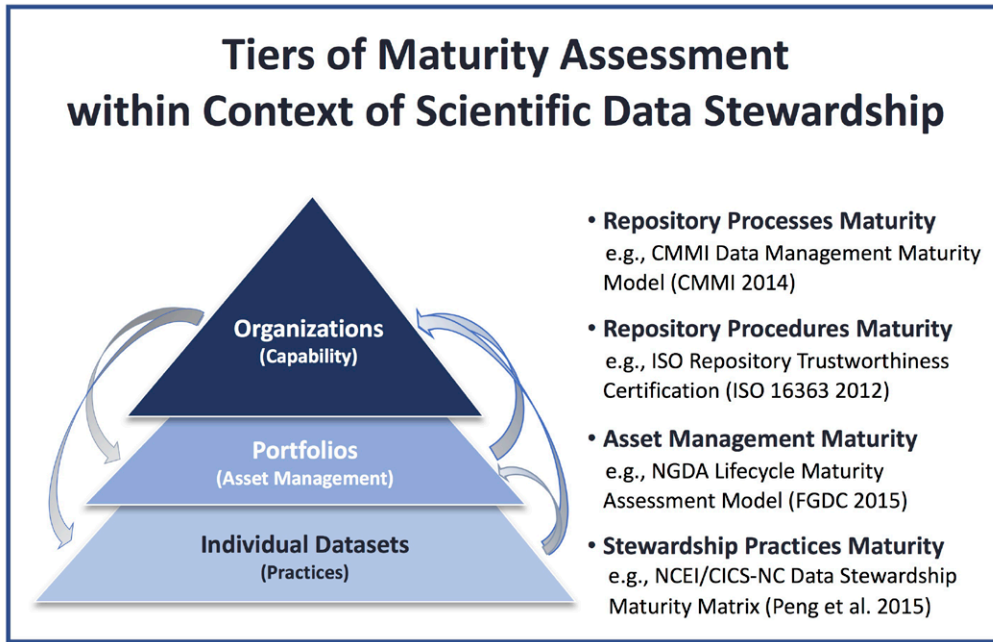 Tiers of Maturity Assessment
within Context of Scientific Data Stewardship
Organizations
(Capability)
Portfolios
(Asset Management)
Individual Datasets
(Practices)
• Repository Processes Maturity
e.g., CMMI Data Management Maturity
Model (CMMI 2014)
• Repository Procedures Maturity
e.g., ISO Repository Trustworthiness
Certification (ISO 16363 2012)
• Asset Management Maturity
e.g., NGDA Lifecycle Maturity
Assessment Model (FGDC 2015)
• Stewardship Practices Maturity
e.g., NCEI/CICS-NC Data Stewardship
Maturity Matrix (Peng et al. 2015)